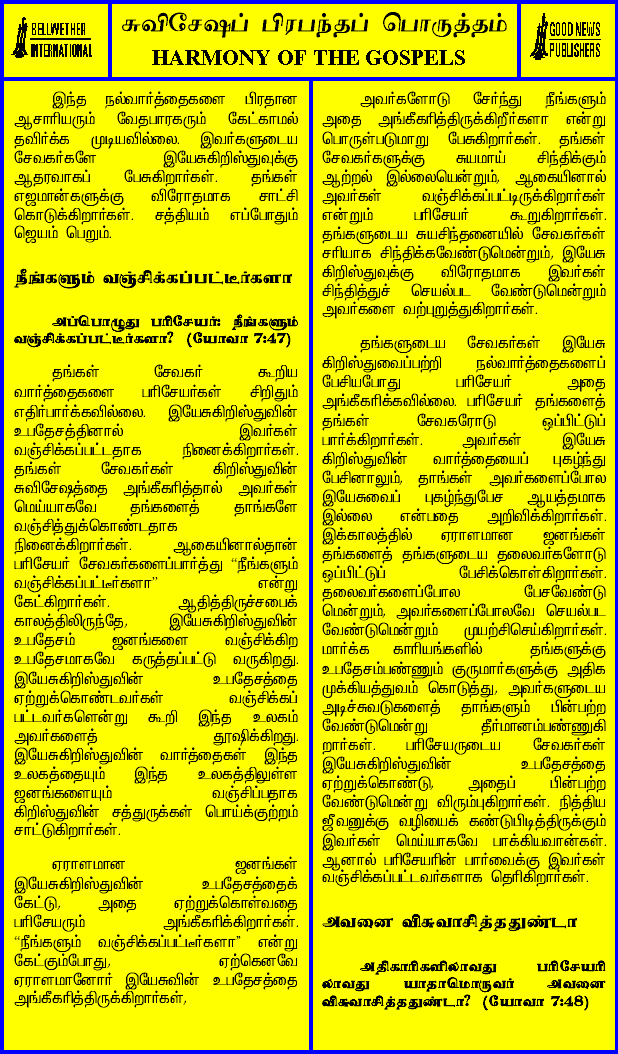 BELLWETHER
INTERNATIONAL
சுவிசேஷப் பிரபந்தப் பொருத்தம்
HARMONY OF THE GOSPELS
GOOD NEWS
PUBLISHERS
இந்த நல்வார்த்தைகளை பிரதான
ஆசாரியரும் வேதபாரகரும் கேட்காமல்
தவிர்க்க முடியவில்லை. இவர்களுடைய
சேவகர்களே இயேசுகிறிஸ்துவுக்கு
ஆதரவாகப் பேசுகிறார்கள். தங்கள்
எஜமான்களுக்கு விரோதமாக சாட்சி
கொடுக்கிறார்கள். சத்தியம் எப்போதும்
ஜெயம் பெறும்.
நீங்களும் வஞ்சிக்கப்பட்டீர்களா
அப்பொழுது பரிசேயர்: நீங்களும்
வஞ்சிக்கப்பட்டீர்களா? (யோவா 7:47)
தங்கள் சேவகர் கூறிய
வார்த்தைகளை பரிசேயர்கள் சிறிதும்
எதிர்பார்க்கவில்லை. இயேசுகிறிஸ்துவின்
உபதேசத்தினால் இவர்கள்
வஞ்சிக்கப்பட்டதாக நினைக்கிறார்கள்.
தங்கள் சேவகர்கள் கிறிஸ்துவின்
சுவிசேஷத்தை அங்கீகரித்தால் அவர்கள்
மெய்யாகவே தங்களைத் தாங்களே
வஞ்சித்துக்கொண்டதாக
நினைக்கிறார்கள். ஆகையினால்தான்
பரிசேயர் சேவகர்களைப்பார்த்து “நீங்களும்
வஞ்சிக்கப்பட்டீர்களா” என்று
கேட்கிறார்கள். ஆதித்திருச்சபைக்
காலத்திலிருந்தே, இயேசுகிறிஸ்துவின்
உபதேசம் ஜனங்களை வஞ்சிக்கிற
உபதேசமாகவே கருத்தப்பட்டு வருகிறது.
இயேசுகிறிஸ்துவின் உபதேசத்தை
ஏற்றுக்கொண்டவர்கள் வஞ்சிக்கப்
பட்டவர்களென்று கூறி இந்த உலகம்
அவர்களைத் தூஷிக்கிறது.
இயேசுகிறிஸ்துவின் வார்த்தைகள் இந்த
உலகத்தையும் இந்த உலகத்திலுள்ள
ஜனங்களையும் வஞ்சிப்பதாக
கிறிஸ்துவின் சத்துருக்கள் பொய்க்குற்றம்
சாட்டுகிறார்கள்.
ஏராளமான ஜனங்கள்
இயேசுகிறிஸ்துவின் உபதேசத்தைக்
கேட்டு, அதை ஏற்றுக்கொள்வதை
பரிசேயரும் அங்கீகரிக்கிறார்கள்.
“நீங்களும் வஞ்சிக்கப்பட்டீர்களா” என்று
கேட்கும்போது, ஏற்கெனவே
ஏராளமானோர் இயேசுவின் உபதேசத்தை
அங்கீகரித்திருக்கிறார்கள்,
அவர்களோடு சேர்ந்து நீங்களும்
அதை அங்கீகரித்திருக்கிறீர்களா என்று
பொருள்படுமாறு பேசுகிறார்கள். தங்கள்
சேவகர்களுக்கு சுயமாய் சிந்திக்கும்
ஆற்றல் இல்லையென்றும், ஆகையினால்
அவர்கள் வஞ்சிக்கப்பட்டிருக்கிறார்கள்
என்றும் பரிசேயர் கூறுகிறார்கள்.
தங்களுடைய சுயசிந்தனையில் சேவகர்கள்
சரியாக சிந்திக்கவேண்டுமென்றும், இயேசு
கிறிஸ்துவுக்கு விரோதமாக இவர்கள்
சிந்தித்துச் செயல்பட வேண்டுமென்றும்
அவர்களை வற்புறுத்துகிறார்கள்.
தங்களுடைய சேவகர்கள் இயேசு
கிறிஸ்துவைப்பற்றி நல்வார்த்தைகளைப்
பேசியபோது பரிசேயர் அதை
அங்கீகரிக்கவில்லை. பரிசேயர் தங்களைத்
தங்கள் சேவகரோடு ஒப்பிட்டுப்
பார்க்கிறார்கள். அவர்கள் இயேசு
கிறிஸ்துவின் வார்த்தையைப் புகழ்ந்து
பேசினாலும், தாங்கள் அவர்களைப்போல
இயேசுவைப் புகழ்ந்துபேச ஆயத்தமாக
இல்லை என்பதை அறிவிக்கிறார்கள்.
இக்காலத்தில் ஏராளமான ஜனங்கள்
தங்களைத் தங்களுடைய தலைவர்களோடு
ஒப்பிட்டுப் பேசிக்கொள்கிறார்கள்.
தலைவர்களைப்போல பேசவேண்டு
மென்றும், அவர்களைப்போலவே செயல்பட
வேண்டுமென்றும் முயற்சிசெய்கிறார்கள்.
மார்க்க காரியங்களில் தங்களுக்கு
உபதேசம்பண்ணும் குருமார்களுக்கு அதிக
முக்கியத்துவம் கொடுத்து, அவர்களுடைய
அடிச்சுவடுகளைத் தாங்களும் பின்பற்ற
வேண்டுமென்று தீர்மானம்பண்ணுகி
றார்கள். பரிசேயருடைய சேவகர்கள்
இயேசுகிறிஸ்துவின் உபதேசத்தை
ஏற்றுக்கொண்டு, அதைப் பின்பற்ற
வேண்டுமென்று விரும்புகிறார்கள். நித்திய
ஜீவனுக்கு வழியைக் கண்டுபிடித்திருக்கும்
இவர்கள் மெய்யாகவே பாக்கியவான்கள்.
ஆனால் பரிசேயரின் பார்வைக்கு இவர்கள்
வஞ்சிக்கப்பட்டவர்களாக தெரிகிறார்கள்.
அவனை விசுவாசித்ததுண்டா
அதிகாரிகளிலாவது பரிசேயரி
லாவது யாதாமொருவர் அவனை
விசுவாசித்ததுண்டா? (யோவா 7:48)